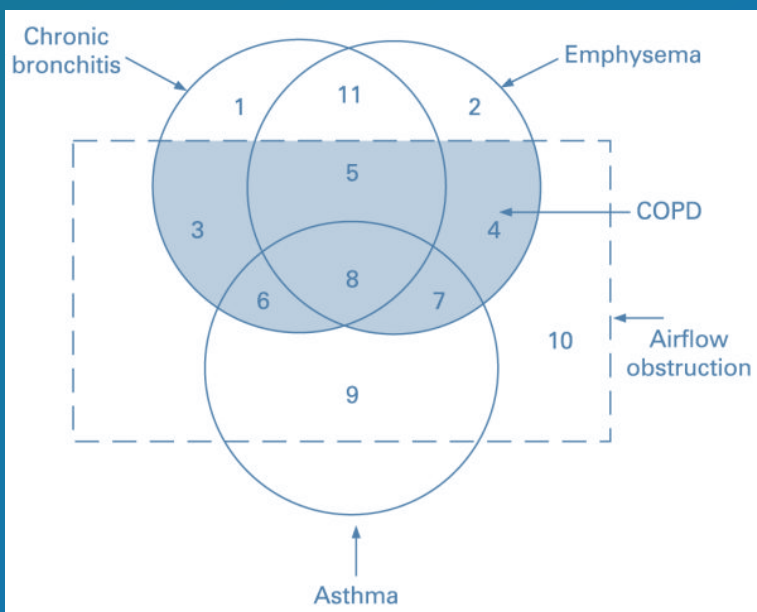 Chronic
bronchitis
Emphysema
1
11
2
5
3
4
COPD
8
6
7
10
Airflow
obstruction
9
Asthma